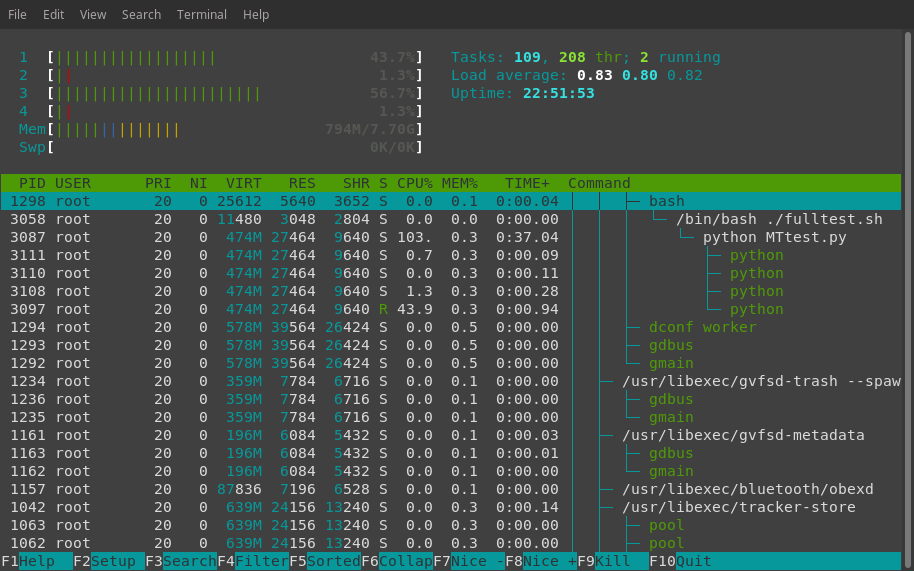 File Edit View Search Terminal Help
1 [|||||||||||||||||| 43.7%] Tasks: 109, 208 thr; 2 running
2 [|| 1.3%] Load average: 0.83 0.80 0.82
3 [||||||||||||||||||||||| 56.7%] Uptime: 22:51:53
4 [|| 1.3%]
Mem[|||||||||||||| 794M/7.70G]
Swp[ 0K/0K]
PID USER PRI NI VIRT RES SHR S CPU% MEM% TIME+ Command
1298 root 20 0 25612 5640 3652 S 0.0 0.1 0:00.04 │ │ ├─ bash
3058 root 20 0 11480 3048 2804 S 0.0 0.0 0:00.00 │ │ │ └─ /bin/bash ./fulltest.sh
3087 root 20 0 474M 27464 9640 S 103. 0.3 0:37.04 │ │ │ └─ python MTtest.py
3111 root 20 0 474M 27464 9640 S 0.7 0.3 0:00.09 │ │ │ ├─ python
3110 root 20 0 474M 27464 9640 S 0.0 0.3 0:00.11 │ │ │ ├─ python
3108 root 20 0 474M 27464 9640 S 1.3 0.3 0:00.28 │ │ │ ├─ python
3097 root 20 0 474M 27464 9640 R 43.9 0.3 0:00.94 │ │ │ └─ python
1294 root 20 0 578M 39564 26424 S 0.0 0.5 0:00.00 │ │ ├─ dconf worker
1293 root 20 0 578M 39564 26424 S 0.0 0.5 0:00.00 │ │ ├─ gdbus
1292 root 20 0 578M 39564 26424 S 0.0 0.5 0:00.00 │ │ └─ gmain
1234 root 20 0 359M 7784 6716 S 0.0 0.1 0:00.00 │ ├─ /usr/libexec/gvfsd-trash --spaw
1236 root 20 0 359M 7784 6716 S 0.0 0.1 0:00.00 │ │ ├─ gdbus
1235 root 20 0 359M 7784 6716 S 0.0 0.1 0:00.00 │ │ └─ gmain
1161 root 20 0 196M 6084 5432 S 0.0 0.1 0:00.03 │ ├─ /usr/libexec/gvfsd-metadata
1163 root 20 0 196M 6084 5432 S 0.0 0.1 0:00.01 │ │ ├─ gdbus
1162 root 20 0 196M 6084 5432 S 0.0 0.1 0:00.00 │ │ └─ gmain
1157 root 20 0 87836 7196 6528 S 0.0 0.1 0:00.00 │ ├─ /usr/libexec/bluetooth/obexd
1042 root 20 0 639M 24156 13240 S 0.0 0.3 0:00.14 │ ├─ /usr/libexec/tracker-store
1063 root 20 0 639M 24156 13240 S 0.0 0.3 0:00.00 │ │ ├─ pool
1062 root 20 0 639M 24156 13240 S 0.0 0.3 0:00.00 │ │ ├─ pool
F1Help F2Setup F3SearchF4FilterF5SortedF6CollapF7Nice -F8Nice +F9Kill F10Quit